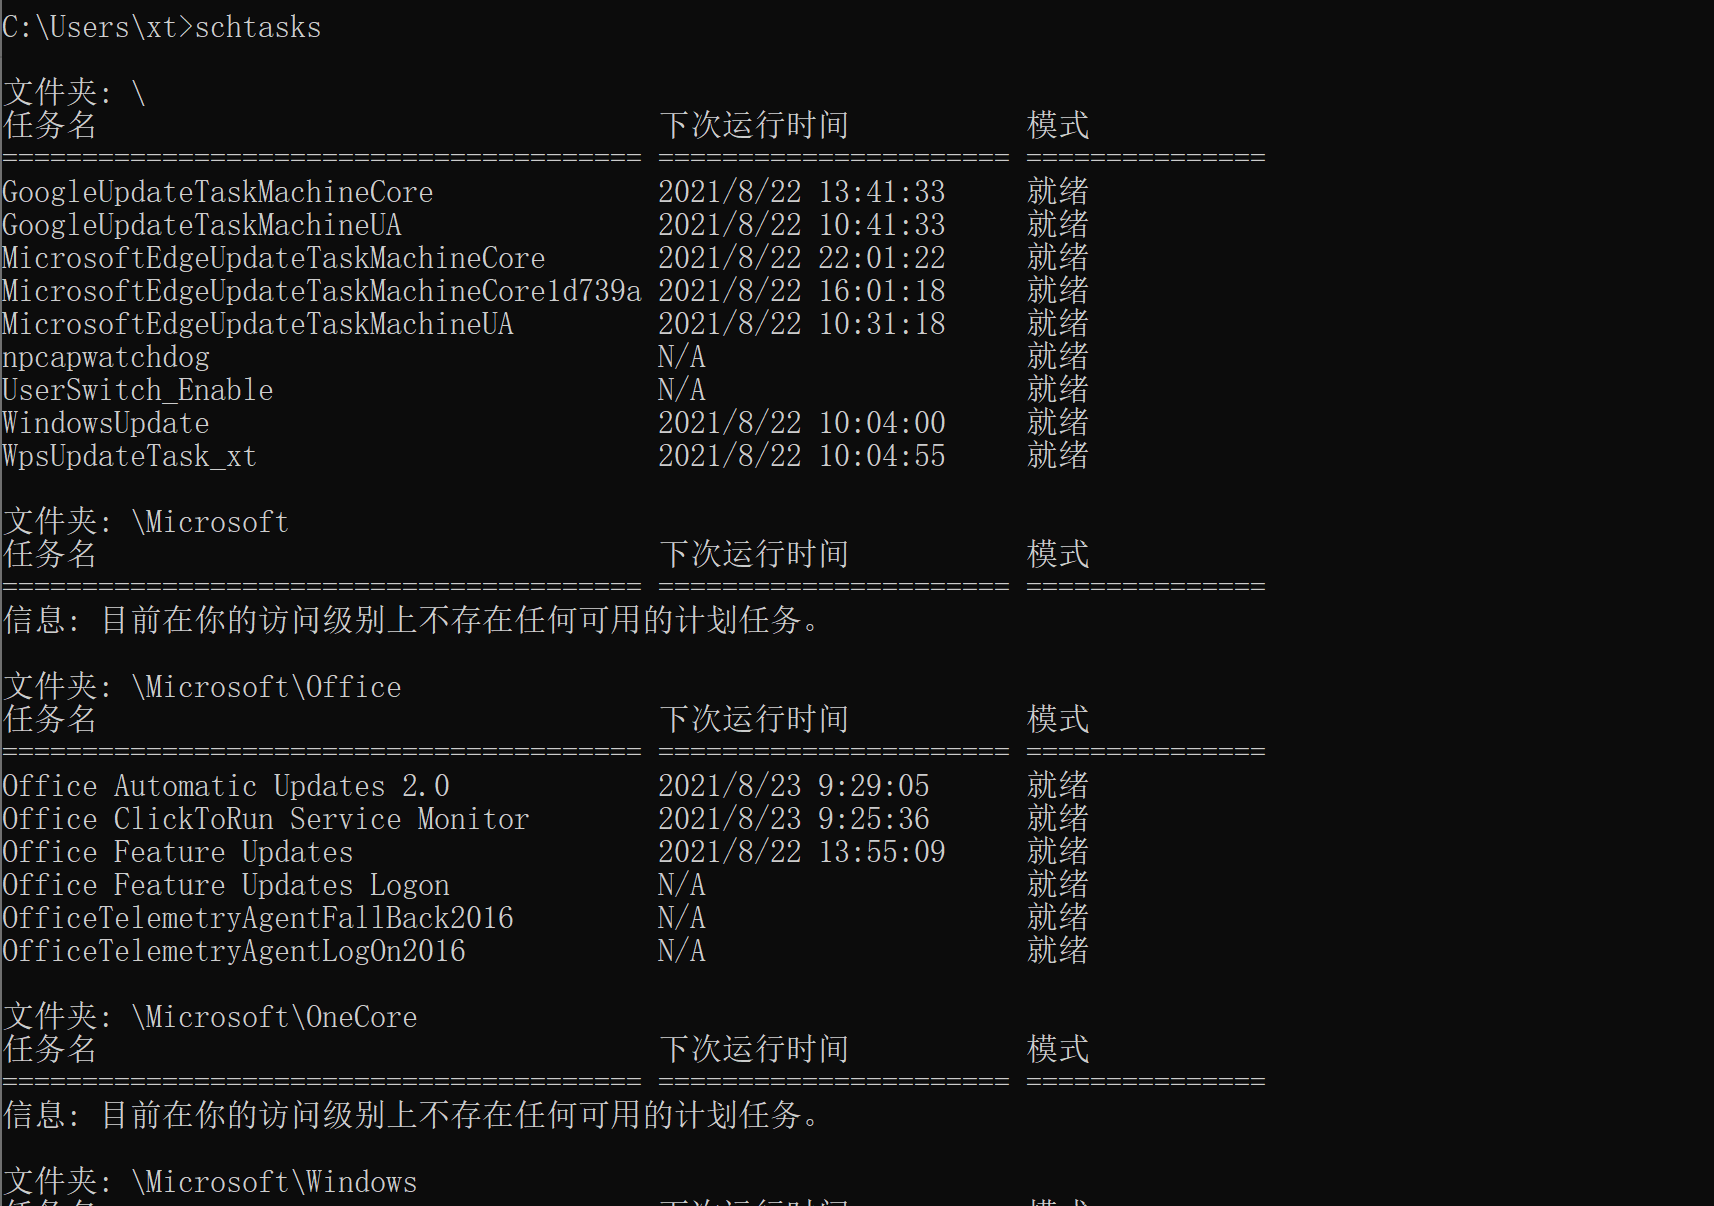 C:\Users\xt>schtasks
文件夹: \
任务名 下次运行时间 模式
======================================== ====================== ===============
GoogleUpdateTaskMachineCore 2021/8/22 13:41:33 就绪
GoogleUpdateTaskMachineUA 2021/8/22 10:41:33 就绪
MicrosoftEdgeUpdateTaskMachineCore 2021/8/22 22:01:22 就绪
MicrosoftEdgeUpdateTaskMachineCore1d739a 2021/8/22 16:01:18 就绪
MicrosoftEdgeUpdateTaskMachineUA 2021/8/22 10:31:18 就绪
npcapwatchdog N/A 就绪
UserSwitch_Enable N/A 就绪
WindowsUpdate 2021/8/22 10:04:00 就绪
WpsUpdateTask_xt 2021/8/22 10:04:55 就绪
文件夹: \Microsoft
任务名 下次运行时间 模式
======================================== ====================== ===============
信息: 目前在你的访问级别上不存在任何可用的计划任务。
文件夹: \Microsoft\Office
任务名 下次运行时间 模式
======================================== ====================== ===============
Office Automatic Updates 2.0 2021/8/23 9:29:05 就绪
Office ClickToRun Service Monitor 2021/8/23 9:25:36 就绪
Office Feature Updates 2021/8/22 13:55:09 就绪
Office Feature Updates Logon N/A 就绪
OfficeTelemetryAgentFallBack2016 N/A 就绪
OfficeTelemetryAgentLogOn2016 N/A 就绪
文件夹: \Microsoft\OneCore
任务名 下次运行时间 模式
======================================== ====================== ===============
信息: 目前在你的访问级别上不存在任何可用的计划任务。
文件夹: \Microsoft\Windows